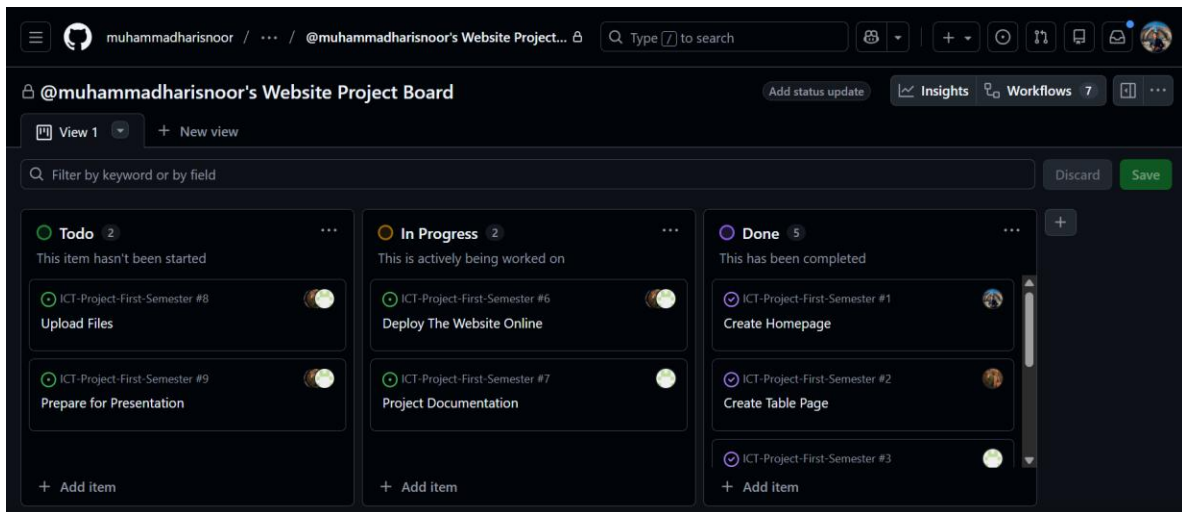 muhammadharisnoor / ... / @muhammadharisnoor's Website Project...
Type / to search
@muhammadharisnoor's Website Project Board
Add status update
Insights
Workflows 7
View 1
+ New view
Filter by keyword or by field
Discard
Save
Todo 2
This item hasn't been started
ICT-Project-First-Semester #8
Upload Files
ICT-Project-First-Semester #9
Prepare for Presentation
+ Add item
In Progress 2
This is actively being worked on
ICT-Project-First-Semester #6
Deploy The Website Online
ICT-Project-First-Semester #7
Project Documentation
+ Add item
Done 5
This has been completed
ICT-Project-First-Semester #1
Create Homepage
ICT-Project-First-Semester #2
Create Table Page
ICT-Project-First-Semester #3
+ Add item